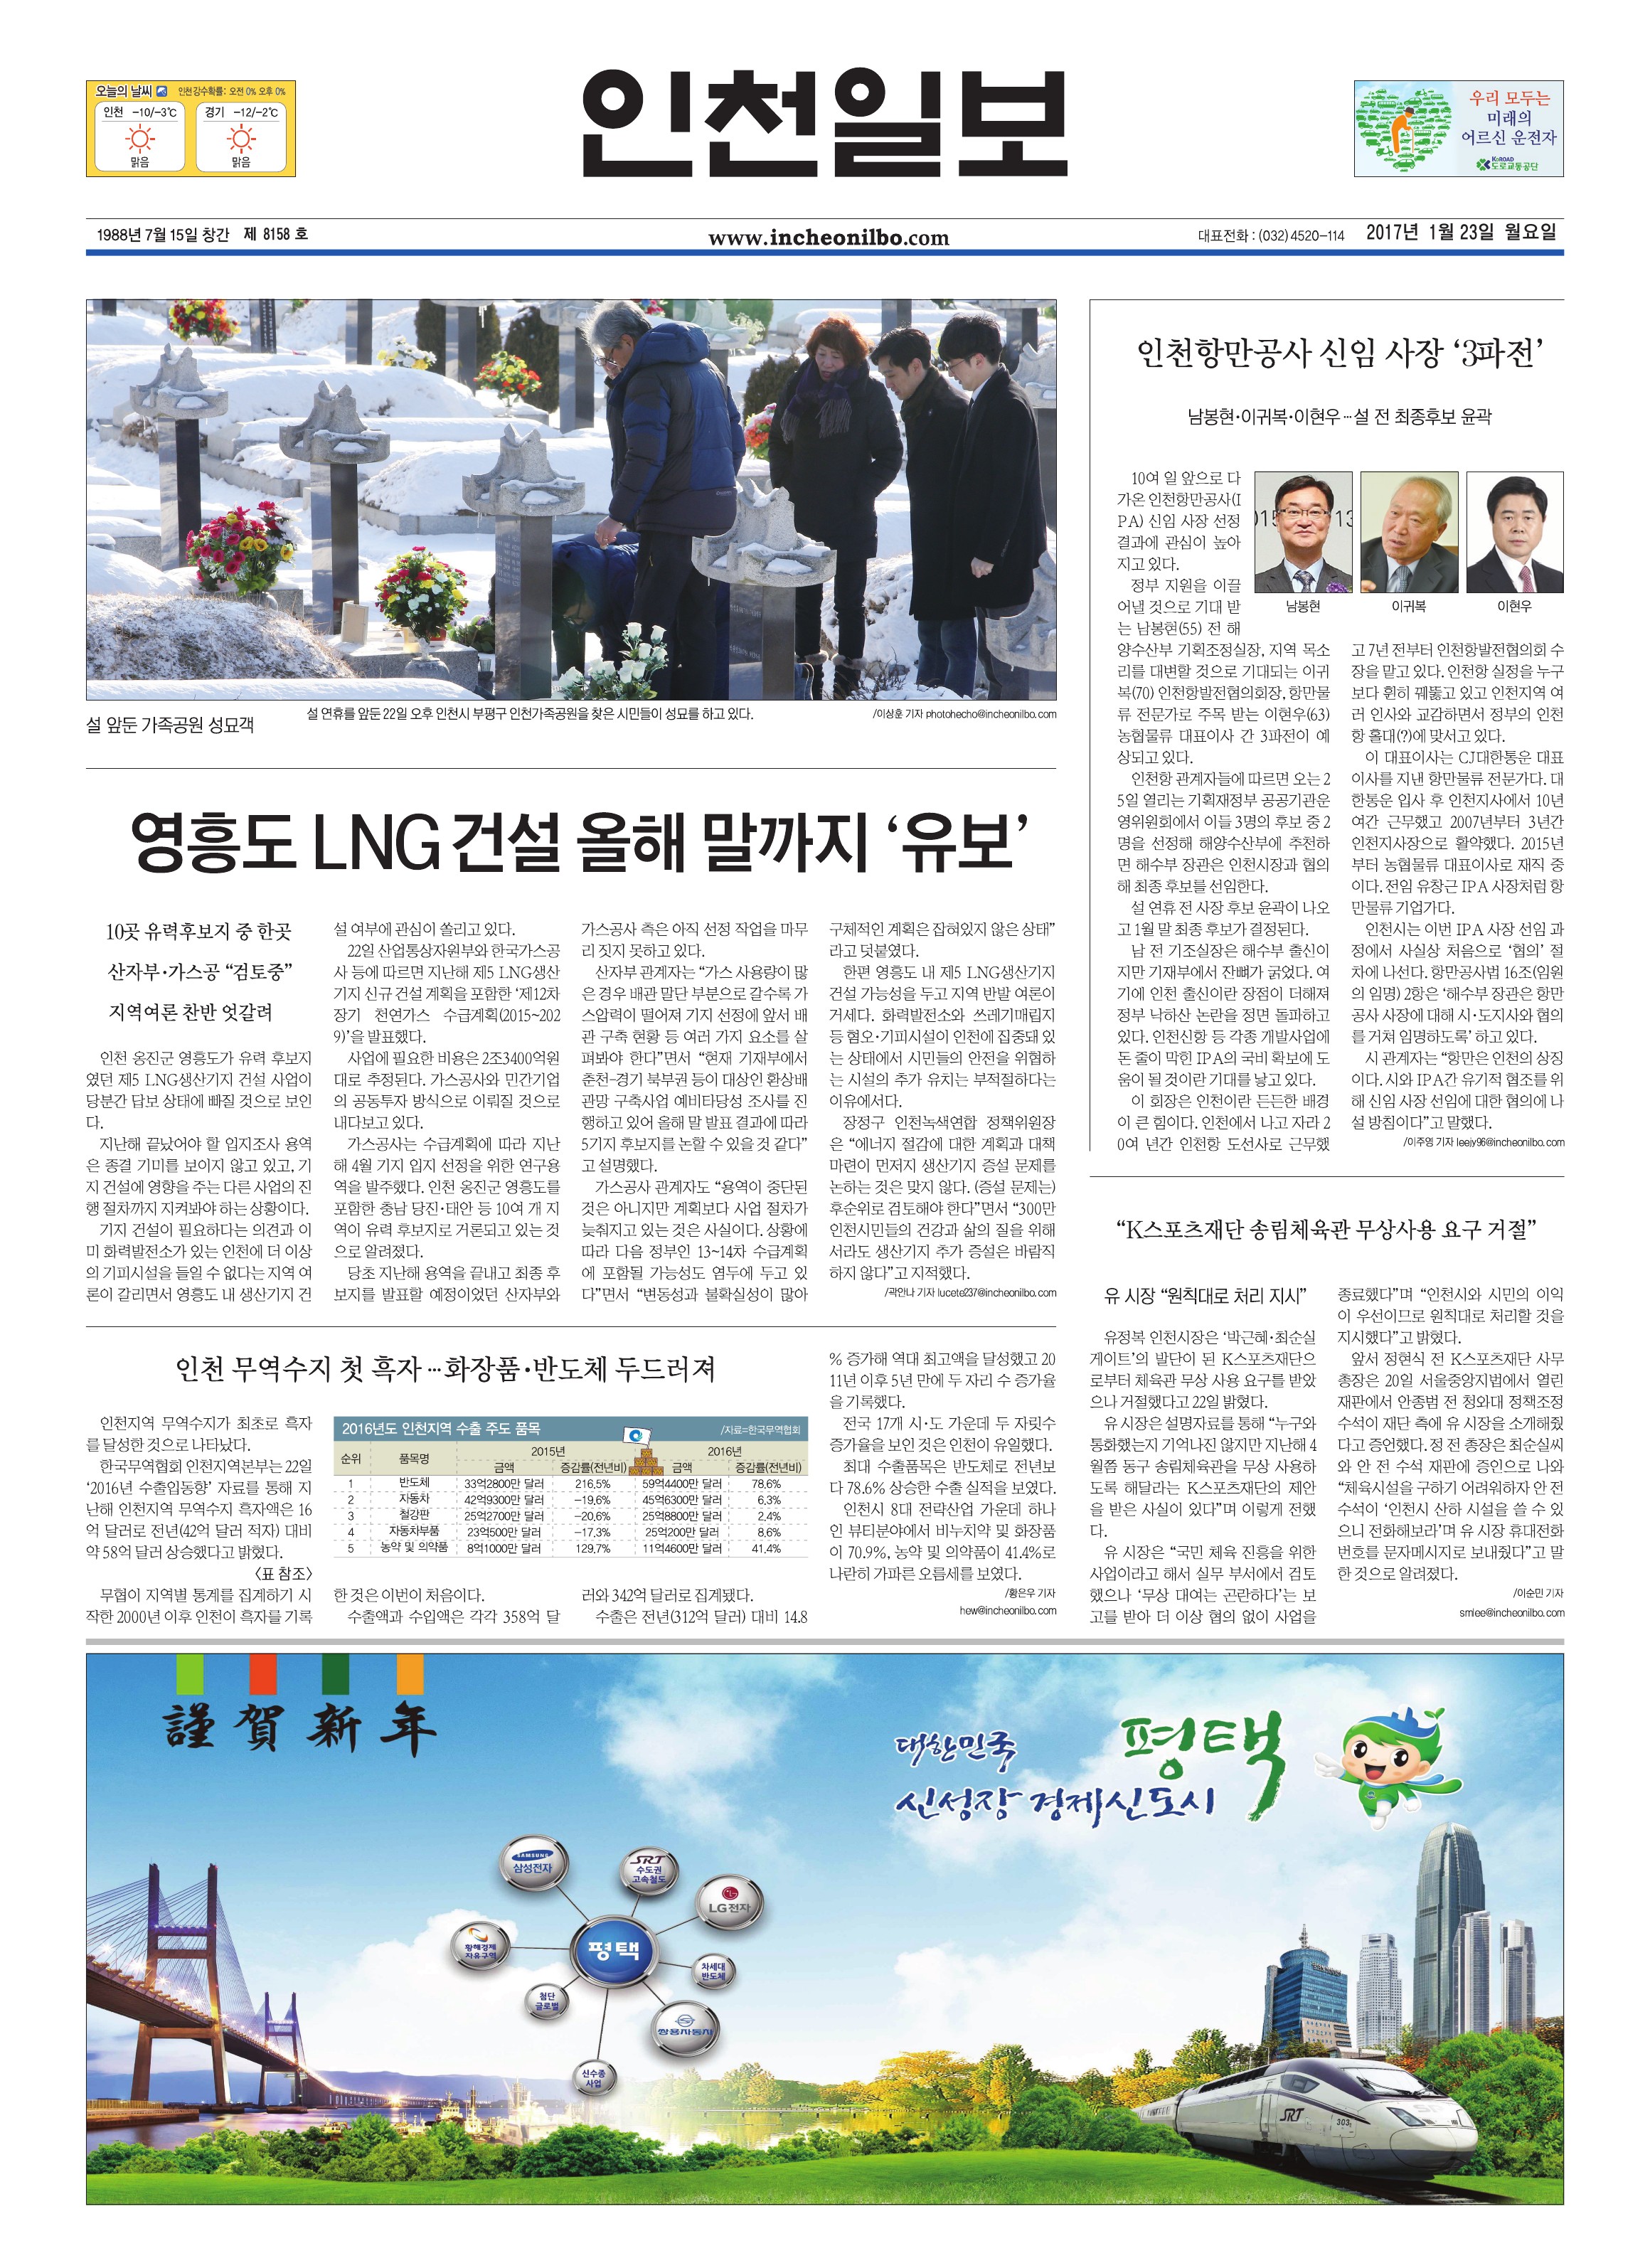 오늘의 날씨 인천강수확률: 오전 0% 오후 0%
인천 -10/-3℃
맑음
경기 -12/-2℃
맑음
인천일보
우리 모두는
미래의
어르신 운전자
KoROAD
도로교통공단
1988년 7월 15일 창간 제 8158 호
www.incheonilbo.com
대표전화 : (032) 4520-114 2017년 1월 23일 월요일
설 앞둔 가족공원 성묘객
설 연휴를 앞둔 22일 오후 인천시 부평구 인천가족공원을 찾은 시민들이 성묘를 하고 있다.
/이상훈 기자 photohecho@incheonilbo.com
영흥도 LNG 건설 올해 말까지 ‘유보’
10곳 유력후보지 중 한곳
산자부·가스공 “검토중”
지역여론 찬반 엇갈려
인천 옹진군 영흥도가 유력 후보지
였던 제5 LNG생산기지 건설 사업이
당분간 답보 상태에 빠질 것으로 보인
다.
지난해 끝났어야 할 입지조사 용역
은 종결 기미를 보이지 않고 있고, 기
지 건설에 영향을 주는 다른 사업의 진
행 절차까지 지켜봐야 하는 상황이다.
기지 건설이 필요하다는 의견과 이
미 화력발전소가 있는 인천에 더 이상
의 기피시설을 들일 수 없다는 지역 여
론이 갈리면서 영흥도 내 생산기지 건
설 여부에 관심이 쏠리고 있다.
22일 산업통상자원부와 한국가스공
사 등에 따르면 지난해 제5 LNG생산
기지 신규 건설 계획을 포함한 ‘제12차
장기 천연가스 수급계획(2015~202
9)’을 발표했다.
사업에 필요한 비용은 2조3400억원
대로 추정된다. 가스공사와 민간기업
의 공동투자 방식으로 이뤄질 것으로
내다보고 있다.
가스공사는 수급계획에 따라 지난
해 4월 기지 입지 선정을 위한 연구용
역을 발주했다. 인천 옹진군 영흥도를
포함한 충남 당진·태안 등 10여 개 지
역이 유력 후보지로 거론되고 있는 것
으로 알려졌다.
당초 지난해 용역을 끝내고 최종 후
보지를 발표할 예정이었던 산자부와
가스공사 측은 아직 선정 작업을 마무
리 짓지 못하고 있다.
산자부 관계자는 “가스 사용량이 많
은 경우 배관 말단 부분으로 갈수록 가
스압력이 떨어져 기지 선정에 앞서 배
관 구축 현황 등 여러 가지 요소를 살
펴봐야 한다”면서 “현재 기재부에서
춘천-경기 북부권 등이 대상인 환상배
관망 구축사업 예비타당성 조사를 진
행하고 있어 올해 말 발표 결과에 따라
5기지 후보지를 논할 수 있을 것 같다”
고 설명했다.
가스공사 관계자도 “용역이 중단된
것은 아니지만 계획보다 사업 절차가
늦춰지고 있는 것은 사실이다. 상황에
따라 다음 정부인 13~14차 수급계획
에 포함될 가능성도 염두에 두고 있
다”면서 “변동성과 불확실성이 많아
구체적인 계획은 잡혀있지 않은 상태”
라고 덧붙였다.
한편 영흥도 내 제5 LNG생산기지
건설 가능성을 두고 지역 반발 여론이
거세다. 화력발전소와 쓰레기매립지
등 혐오·기피시설이 인천에 집중돼 있
는 상태에서 시민들의 안전을 위협하
는 시설의 추가 유치는 부적절하다는
이유에서다.
장정구 인천녹색연합 정책위원장
은 “에너지 절감에 대한 계획과 대책
마련이 먼저지 생산기지 증설 문제를
논하는 것은 맞지 않다. (증설 문제는)
후순위로 검토해야 한다”면서 “300만
인천시민들의 건강과 삶의 질을 위해
서라도 생산기지 추가 증설은 바람직
하지 않다”고 지적했다.
/곽안나 기자 lucete237@incheonilbo.com
인천항만공사 신임 사장 ‘3파전’
남봉현·이귀복·이현우…설 전 최종후보 윤곽
10여 일 앞으로 다
가온 인천항만공사(I
PA) 신임 사장 선정
결과에 관심이 높아
지고 있다.
정부 지원을 이끌
어낼 것으로 기대 받
는 남봉현(55) 전 해
남봉현
이귀복
이현우
양수산부 기획조정실장, 지역 목소
리를 대변할 것으로 기대되는 이귀
복(70) 인천항발전협의회장, 항만물
류 전문가로 주목 받는 이현우(63)
농협물류 대표이사 간 3파전이 예
상되고 있다.
인천항 관계자들에 따르면 오는 2
5일 열리는 기획재정부 공공기관운
영위원회에서 이들 3명의 후보 중 2
명을 선정해 해양수산부에 추천하
면 해수부 장관은 인천시장과 협의
해 최종 후보를 선임한다.
설 연휴 전 사장 후보 윤곽이 나오
고 1월 말 최종 후보가 결정된다.
남 전 기조실장은 해수부 출신이
지만 기재부에서 잔뼈가 굵었다. 여
기에 인천 출신이란 장점이 더해져
정부 낙하산 논란을 정면 돌파하고
있다. 인천신항 등 각종 개발사업에
돈 줄이 막힌 IPA의 국비 확보에 도
움이 될 것이란 기대를 낳고 있다.
이 회장은 인천이란 든든한 배경
이 큰 힘이다. 인천에서 나고 자라 2
0여 년간 인천항 도선사로 근무했
고 7년 전부터 인천항발전협의회 수
장을 맡고 있다. 인천항 실정을 누구
보다 훤히 꿰뚫고 있고 인천지역 여
러 인사와 교감하면서 정부의 인천
항 홀대(?)에 맞서고 있다.
이 대표이사는 CJ대한통운 대표
이사를 지낸 항만물류 전문가다. 대
한통운 입사 후 인천지사에서 10년
여간 근무했고 2007년부터 3년간
인천지사장으로 활약했다. 2015년
부터 농협물류 대표이사로 재직 중
이다. 전임 유창근 IPA 사장처럼 항
만물류 기업가다.
인천시는 이번 IPA 사장 선임 과
정에서 사실상 처음으로 ‘협의’ 절
차에 나선다. 항만공사법 16조(임원
의 임명) 2항은 ‘해수부 장관은 항만
공사 사장에 대해 시·도지사와 협의
를 거쳐 임명하도록’ 하고 있다.
시 관계자는 “항만은 인천의 상징
이다. 시와 IPA간 유기적 협조를 위
해 신임 사장 선임에 대한 협의에 나
설 방침이다”고 말했다.
/이주영 기자 leejy96@incheonilbo.com
“K스포츠재단 송림체육관 무상사용 요구 거절”
유 시장 “원칙대로 처리 지시”
유정복 인천시장은 ‘박근혜·최순실
게이트’의 발단이 된 K스포츠재단으
로부터 체육관 무상 사용 요구를 받았
으나 거절했다고 22일 밝혔다.
유 시장은 설명자료를 통해 “누구와
통화했는지 기억나진 않지만 지난해 4
월쯤 동구 송림체육관을 무상 사용하
도록 해달라는 K스포츠재단의 제안
을 받은 사실이 있다”며 이렇게 전했
다.
유 시장은 “국민 체육 진흥을 위한
사업이라고 해서 실무 부서에서 검토
했으나 ‘무상 대여는 곤란하다’는 보
고를 받아 더 이상 협의 없이 사업을
종료했다”며 “인천시와 시민의 이익
이 우선이므로 원칙대로 처리할 것을
지시했다”고 밝혔다.
앞서 정현식 전 K스포츠재단 사무
총장은 20일 서울중앙지법에서 열린
재판에서 안종범 전 청와대 정책조정
수석이 재단 측에 유 시장을 소개해줬
다고 증언했다. 정 전 총장은 최순실씨
와 안 전 수석 재판에 증인으로 나와
“체육시설을 구하기 어려워하자 안 전
수석이 ‘인천시 산하 시설을 쓸 수 있
으니 전화해보라’며 유 시장 휴대전화
번호를 문자메시지로 보내줬다”고 말
한 것으로 알려졌다.
/이순민 기자
smlee@incheonilbo.com
인천 무역수지 첫 흑자…화장품·반도체 두드러져
인천지역 무역수지가 최초로 흑자
를 달성한 것으로 나타났다.
한국무역협회 인천지역본부는 22일
‘2016년 수출입동향’ 자료를 통해 지
난해 인천지역 무역수지 흑자액은 16
억 달러로 전년(42억 달러 적자) 대비
약 58억 달러 상승했다고 밝혔다.
〈표 참조〉
무협이 지역별 통계를 집계하기 시
작한 2000년 이후 인천이 흑자를 기록
2016년도 인천지역 수출 주도 품목 /자료=한국무역협회
순위 품목명 2015년 2016년
금액 증감률(전년비) 금액 증감률(전년비)
1 반도체 33억2800만 달러 216.5% 59억4400만 달러 78.6%
2 자동차 42억9300만 달러 -19.6% 45억6300만 달러 6.3%
3 철강판 25억2700만 달러 -20.6% 25억8800만 달러 2.4%
4 자동차부품 23억500만 달러 -17.3% 25억200만 달러 8.6%
5 농약 및 의약품 8억1000만 달러 129.7% 11억4600만 달러 41.4%
한 것은 이번이 처음이다.
수출액과 수입액은 각각 358억 달
러와 342억 달러로 집계됐다.
수출은 전년(312억 달러) 대비 14.8
% 증가해 역대 최고액을 달성했고 20
11년 이후 5년 만에 두 자리 수 증가율
을 기록했다.
전국 17개 시·도 가운데 두 자릿수
증가율을 보인 것은 인천이 유일했다.
최대 수출품목은 반도체로 전년보
다 78.6% 상승한 수출 실적을 보였다.
인천시 8대 전략산업 가운데 하나
인 뷰티분야에서 비누치약 및 화장품
이 70.9%, 농약 및 의약품이 41.4%로
나란히 가파른 오름세를 보였다.
/황은우 기자
hew@incheonilbo.com
謹賀新年
대한민국 평택
신성장 경제신도시
SAMSUNG
삼성전자
SRT
수도권
고속철도
LG전자
황해경제
자유구역
평택
차세대
반도체
첨단
글로벌
쌍용자동차
신수종
사업
SRT
303